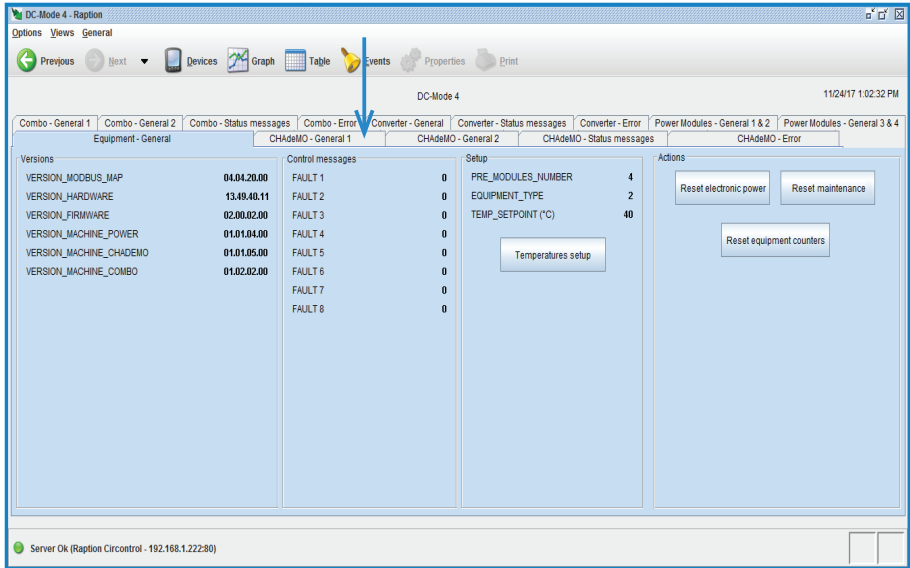 DC-Mode 4 - Raption
Options Views General
Previous Next Devices Graph Table Events Properties Print
DC-Mode 4
11/24/17 1:02:32 PM
Combo - General 1 Combo - General 2 Combo - Status messages Combo - Error Converter - General Converter - Status messages Converter - Error Power Modules - General 1 & 2 Power Modules - General 3 & 4
Equipment - General CHAdeMO - General 1 CHAdeMO - General 2 CHAdeMO - Status messages CHAdeMO - Error
Versions
VERSION_MODBUS_MAP 04.04.20.00
VERSION_HARDWARE 13.49.40.11
VERSION_FIRMWARE 02.00.02.00
VERSION_MACHINE_POWER 01.01.04.00
VERSION_MACHINE_CHADEMO 01.01.05.00
VERSION_MACHINE_COMBO 01.02.02.00
Control messages
FAULT 1 0
FAULT 2 0
FAULT 3 0
FAULT 4 0
FAULT 5 0
FAULT 6 0
FAULT 7 0
FAULT 8 0
Setup
PRE_MODULES_NUMBER 4
EQUIPMENT_TYPE 2
TEMP_SETPOINT (°C) 40
Temperatures setup
Actions
Reset electronic power Reset maintenance
Reset equipment counters
Server Ok (Raption Circontrol - 192.168.1.222:80)